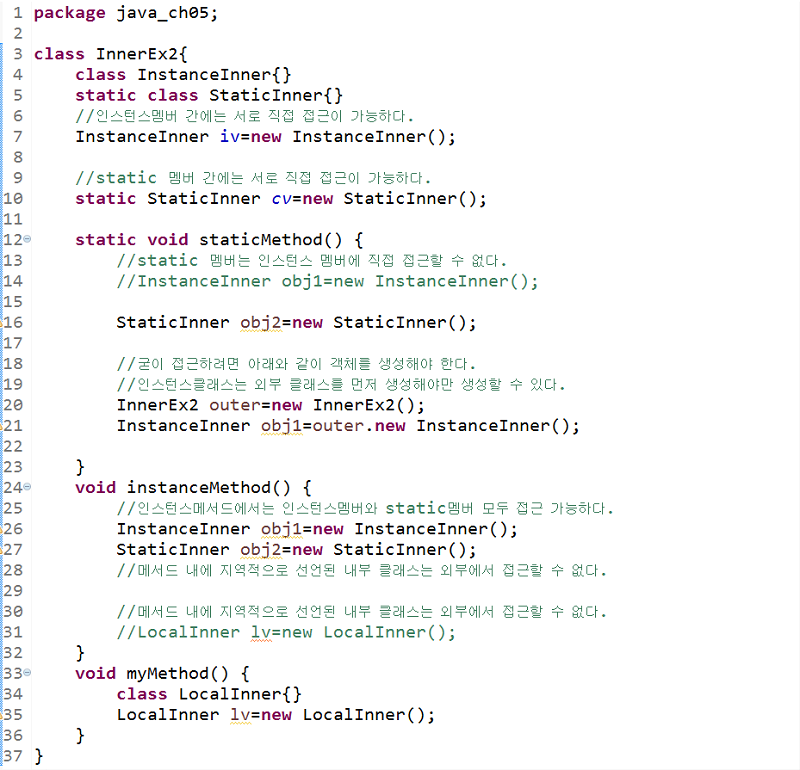 1 package java_ch05;
2
3 class InnerEx2{
4     class InstanceInner{}
5     static class StaticInner{}
6     //인스턴스멤버 간에는 서로 직접 접근이 가능하다.
7     InstanceInner iv=new InstanceInner();
8
9     //static 멤버 간에는 서로 직접 접근이 가능하다.
10     static StaticInner cv=new StaticInner();
11
12     static void staticMethod() {
13         //static 멤버는 인스턴스 멤버에 직접 접근할 수 없다.
14         //InstanceInner obj1=new InstanceInner();
15
16         StaticInner obj2=new StaticInner();
17
18         //굳이 접근하려면 아래와 같이 객체를 생성해야 한다.
19         //인스턴스클래스는 외부 클래스를 먼저 생성해야만 생성할 수 있다.
20         InnerEx2 outer=new InnerEx2();
21         InstanceInner obj1=outer.new InstanceInner();
22
23     }
24     void instanceMethod() {
25         //인스턴스메서드에서는 인스턴스멤버와 static멤버 모두 접근 가능하다.
26         InstanceInner obj1=new InstanceInner();
27         StaticInner obj2=new StaticInner();
28         //메서드 내에 지역적으로 선언된 내부 클래스는 외부에서 접근할 수 없다.
29
30         //메서드 내에 지역적으로 선언된 내부 클래스는 외부에서 접근할 수 없다.
31         //LocalInner lv=new LocalInner();
32     }
33     void myMethod() {
34         class LocalInner{}
35         LocalInner lv=new LocalInner();
36     }
37 }